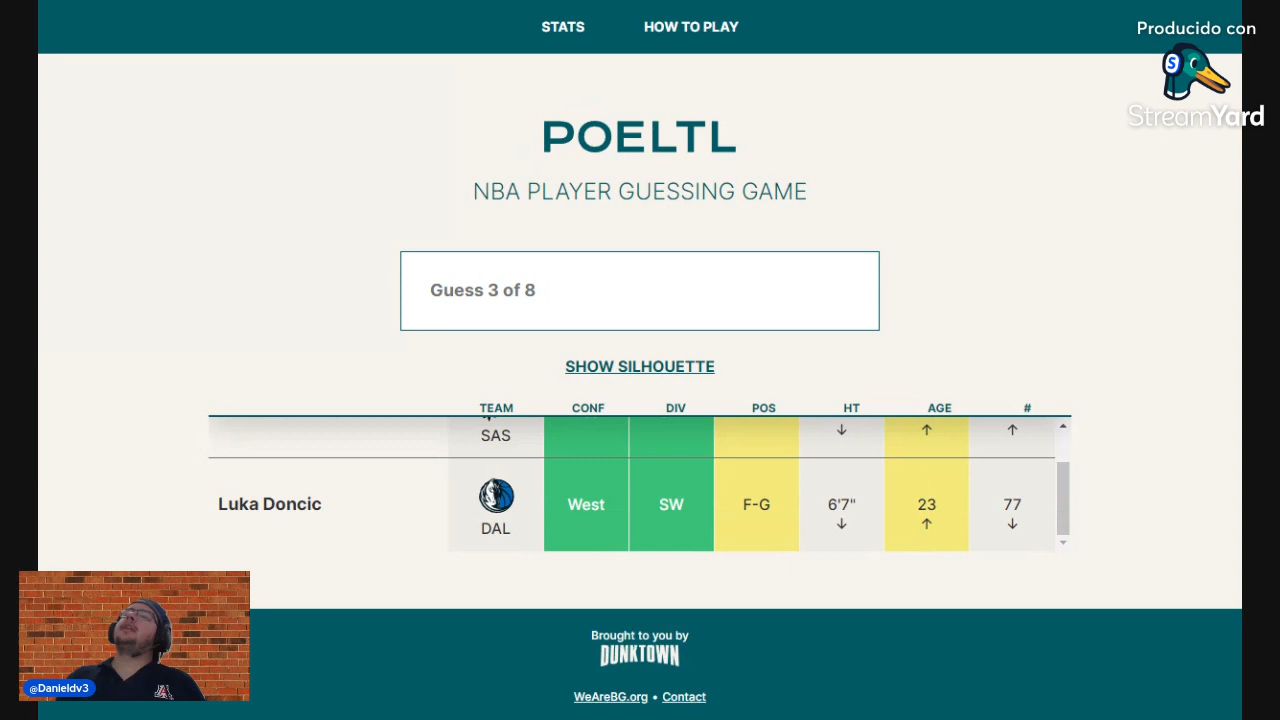 STATS
HOW TO PLAY
Producido con
StreamYard
POELTL
NBA PLAYER GUESSING GAME
Guess 3 of 8
SHOW SILHOUETTE
TEAM CONF DIV POS HT AGE #
SAS ↓ ↑ ↑
Luka Doncic DAL West SW F-G 6'7" ↓ 23 ↑ 77 ↓
Brought to you by
DUNKTOWN
WeAreBG.org • Contact
@Danieldv3